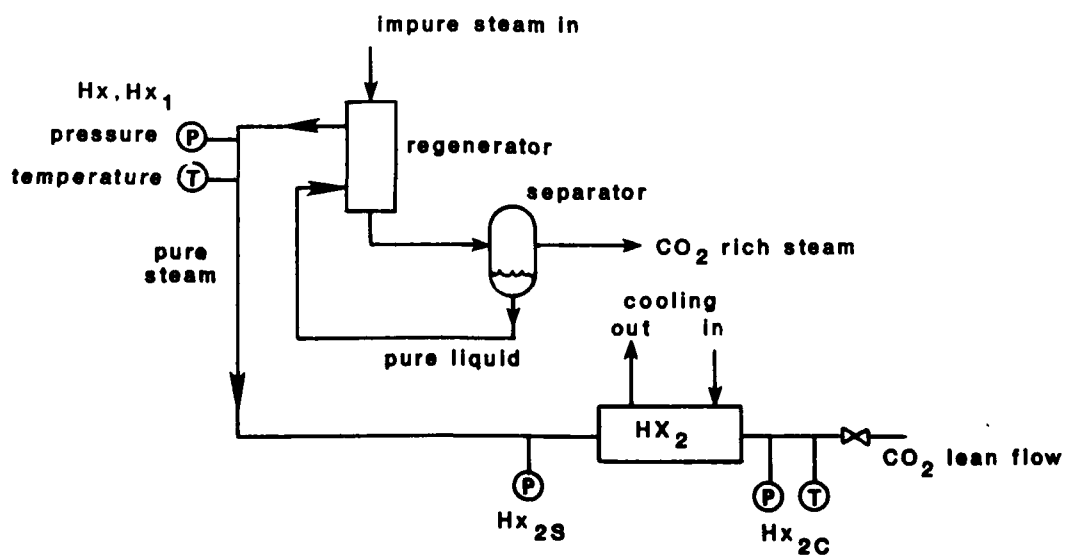 impure steam in
Hx, Hx1
pressure P
temperature T
regenerator
separator
pure
steam
CO2 rich steam
cooling
out in
pure liquid
HX2
CO2 lean flow
P
Hx2S
P T
Hx2C